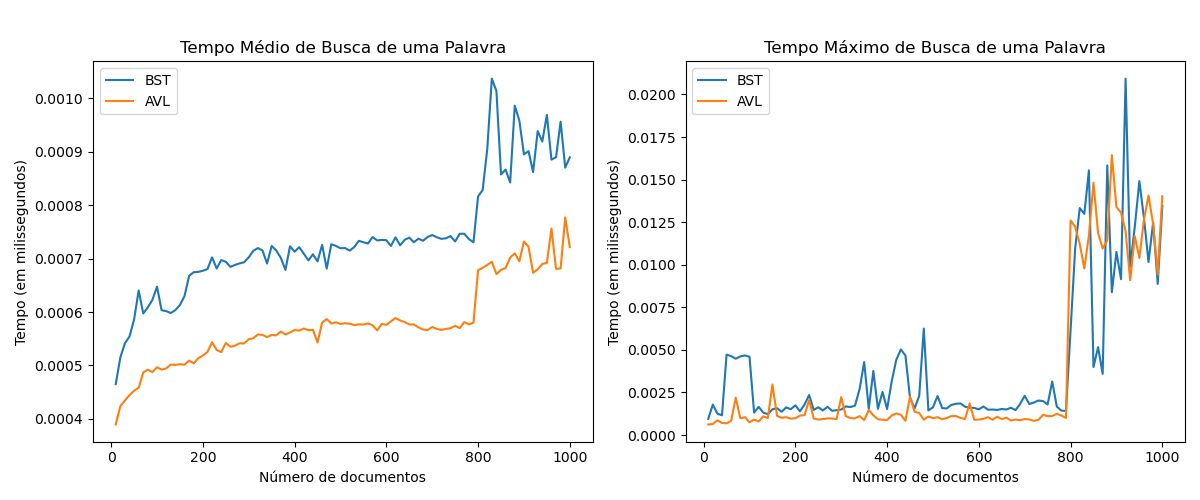 Tempo Médio de Busca de uma Palavra
BST
AVL
0.0010
0.0009
0.0008
0.0007
0.0006
0.0005
0.0004
Tempo (em milissegundos)
0
200
400
600
800
1000
Número de documentos
Tempo Máximo de Busca de uma Palavra
BST
AVL
0.0200
0.0175
0.0150
0.0125
0.0100
0.0075
0.0050
0.0025
0.0000
Tempo (em milissegundos)
0
200
400
600
800
1000
Número de documentos